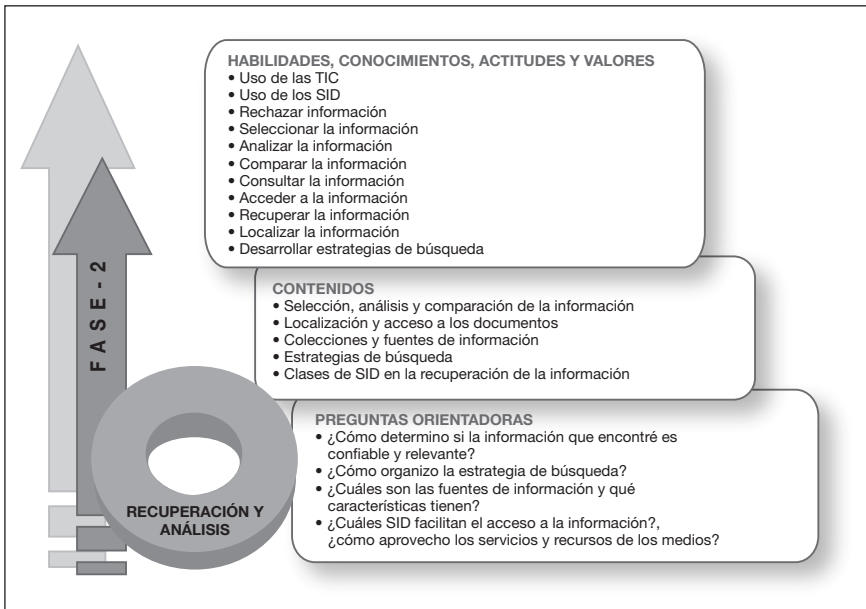 HABILIDADES, CONOCIMIENTOS, ACTITUDES Y VALORES
• Uso de las TIC
• Uso de los SID
• Rechazar información
• Seleccionar la información
• Analizar la información
• Comparar la información
• Consultar la información
• Acceder a la información
• Recuperar la información
• Localizar la información
• Desarrollar estrategias de búsqueda
FASE-2
CONTENIDOS
• Selección, análisis y comparación de la información
• Localización y acceso a los documentos
• Colecciones y fuentes de información
• Estrategias de búsqueda
• Clases de SID en la recuperación de la información
PREGUNTAS ORIENTADORAS
• ¿Cómo determino si la información que encontré es
confiable y relevante?
• ¿Cómo organizo la estrategia de búsqueda?
• ¿Cuáles son las fuentes de información y qué
características tienen?
• ¿Cuáles SID facilitan el acceso a la información?,
¿cómo aprovecho los servicios y recursos de los medios?
RECUPERACIÓN Y
ANÁLISIS